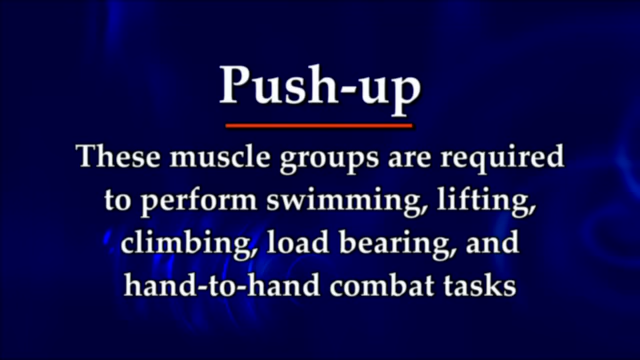 Push-up
These muscle groups are required
to perform swimming, lifting,
climbing, load bearing, and
hand-to-hand combat tasks